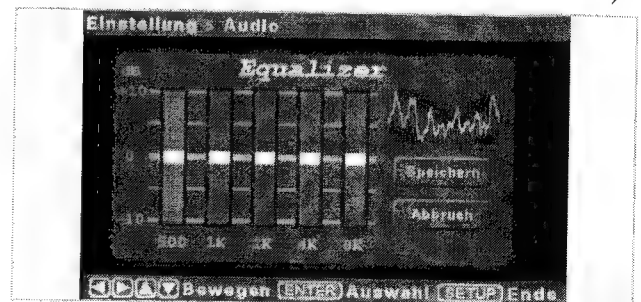 Einstellung > Audio
Equalizer
dB
+10
0
Speichern
-10
Abbruch
500 1K 2K 4K 8K
Bewegen ENTER Auswahl SETUP Ende